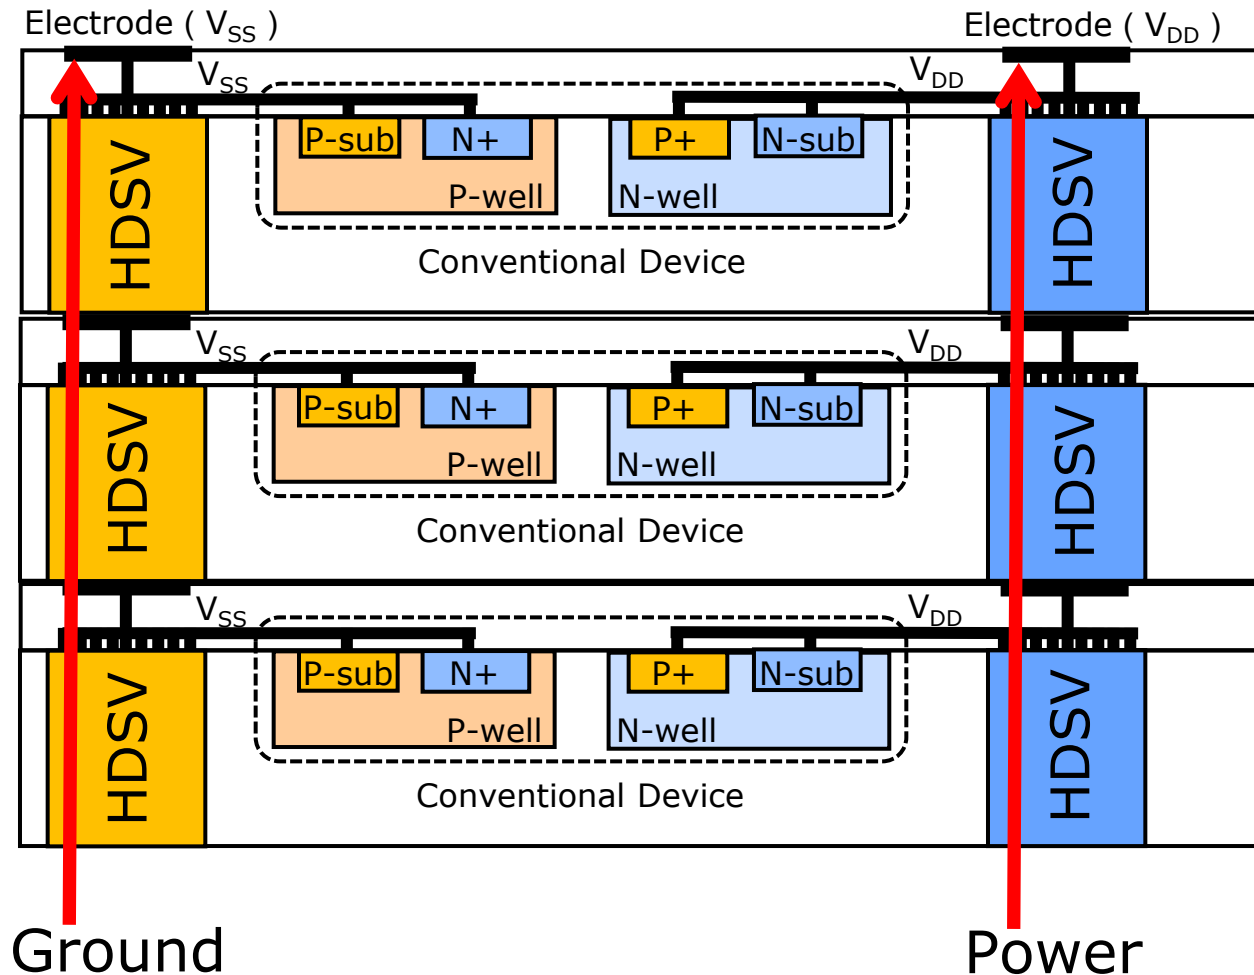 Electrode ( VSS )
Electrode ( VDD )
VSS
VDD
P-sub
N+
P+
N-sub
P-well
N-well
HDSV
HDSV
Conventional Device
VSS
VDD
P-sub
N+
P+
N-sub
P-well
N-well
HDSV
HDSV
Conventional Device
VSS
VDD
P-sub
N+
P+
N-sub
P-well
N-well
HDSV
HDSV
Conventional Device
Ground
Power